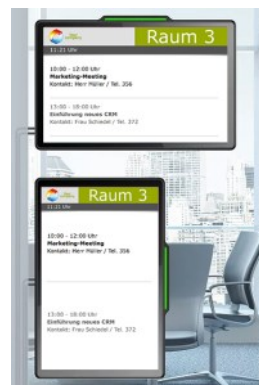 Raum 3
11:21 Uhr
10:00 - 12:00 Uhr
Marketing-Meeting
Kontakt: Herr Müller / Tel. 356
13:00 - 18:00 Uhr
Einführung neues CRM
Kontakt: Frau Schiedel / Tel. 372
Raum 3
11:21 Uhr
10:00 - 12:00 Uhr
Marketing-Meeting
Kontakt: Herr Müller / Tel. 356
13:00 - 18:00 Uhr
Einführung neues CRM
Kontakt: Frau Schiedel / Tel. 372